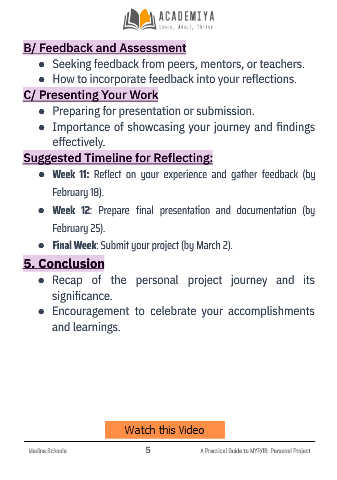 ACADEMIYA
Learn, Adapt, Thrive
B/ Feedback and Assessment
● Seeking feedback from peers, mentors, or teachers.
● How to incorporate feedback into your reflections.
C/ Presenting Your Work
● Preparing for presentation or submission.
● Importance of showcasing your journey and findings
effectively.
Suggested Timeline for Reflecting:
● Week 11: Reflect on your experience and gather feedback (by
February 18).
● Week 12: Prepare final presentation and documentation (by
February 25).
● Final Week: Submit your project (by March 2).
5. Conclusion
● Recap of the personal project journey and its
significance.
● Encouragement to celebrate your accomplishments
and learnings.
Watch this Video
Medina Schools 5 A Practical Guide to MYP/IB: Personal Project